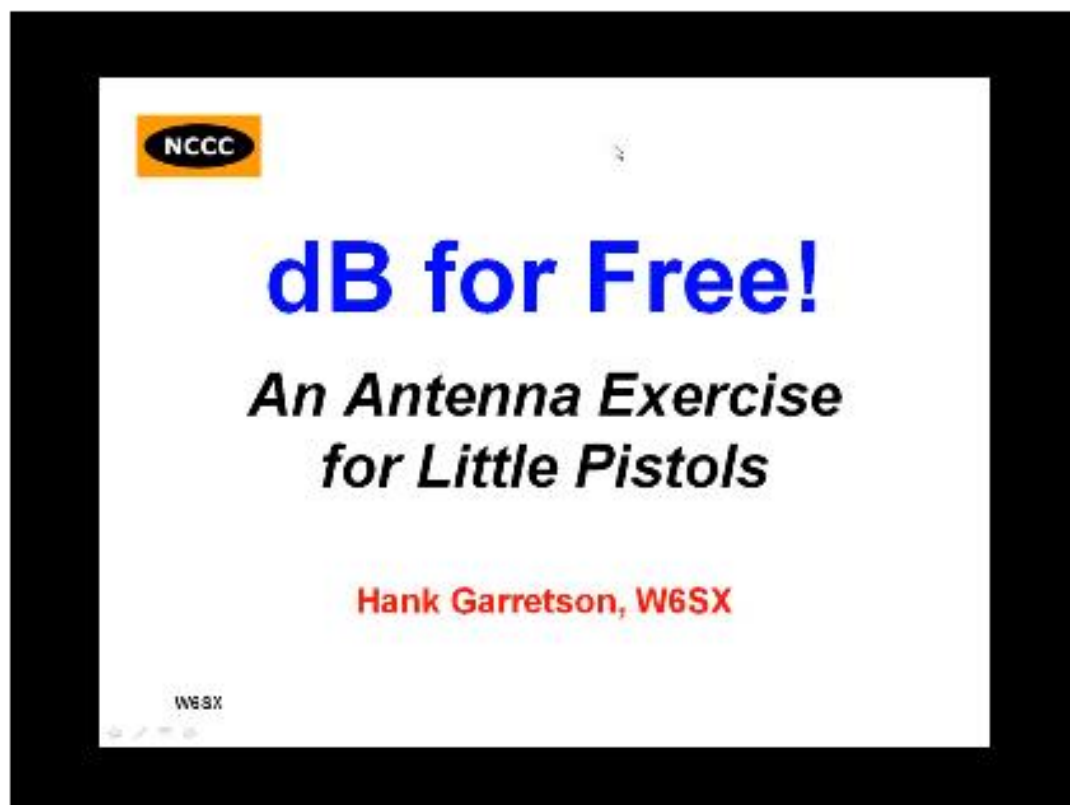 NCCC
dB for Free!
An Antenna Exercise
for Little Pistols
Hank Garretson, W6SX
W6SX